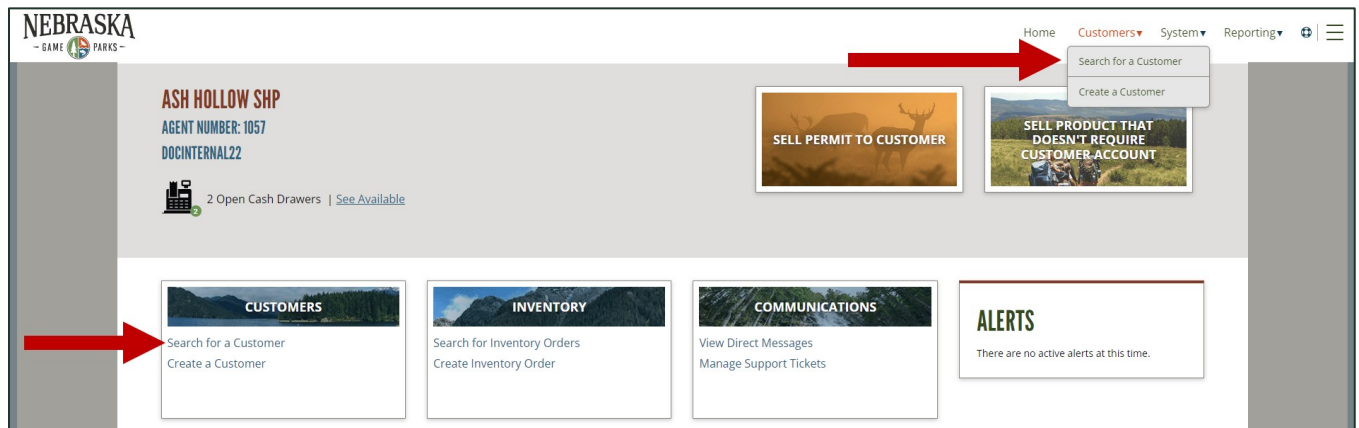 NEBRASKA
- GAME PARKS -
Home Customers▾ System▾ Reporting▾
Search for a Customer
Create a Customer
ASH HOLLOW SHP
AGENT NUMBER: 1057
DOCINTERNAL22
2
2 Open Cash Drawers | See Available
SELL PERMIT TO CUSTOMER
SELL PRODUCT THAT
DOESN'T REQUIRE
CUSTOMER ACCOUNT
CUSTOMERS
Search for a Customer
Create a Customer
INVENTORY
Search for Inventory Orders
Create Inventory Order
COMMUNICATIONS
View Direct Messages
Manage Support Tickets
ALERTS
There are no active alerts at this time.